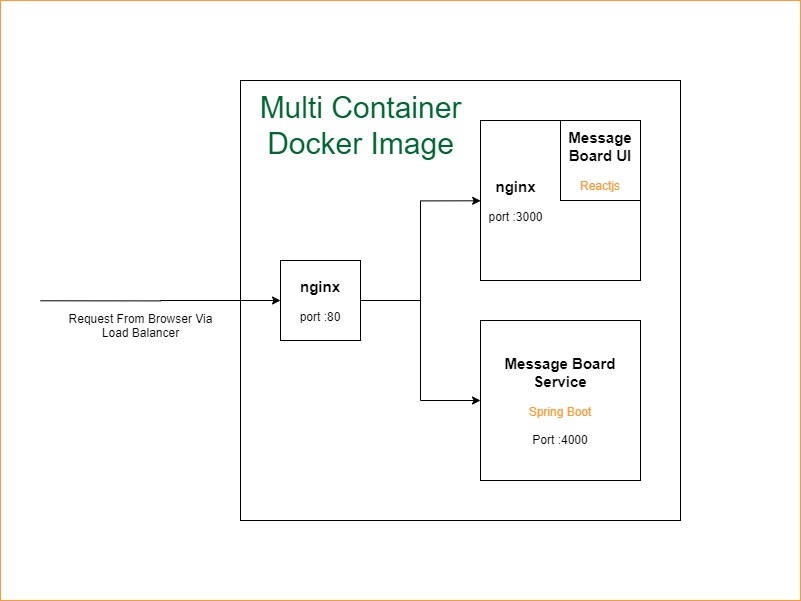 Multi Container
Docker Image
Message
Board UI
Reactjs
nginx
port :3000
nginx
port :80
Request From Browser Via
Load Balancer
Message Board
Service
Spring Boot
Port :4000